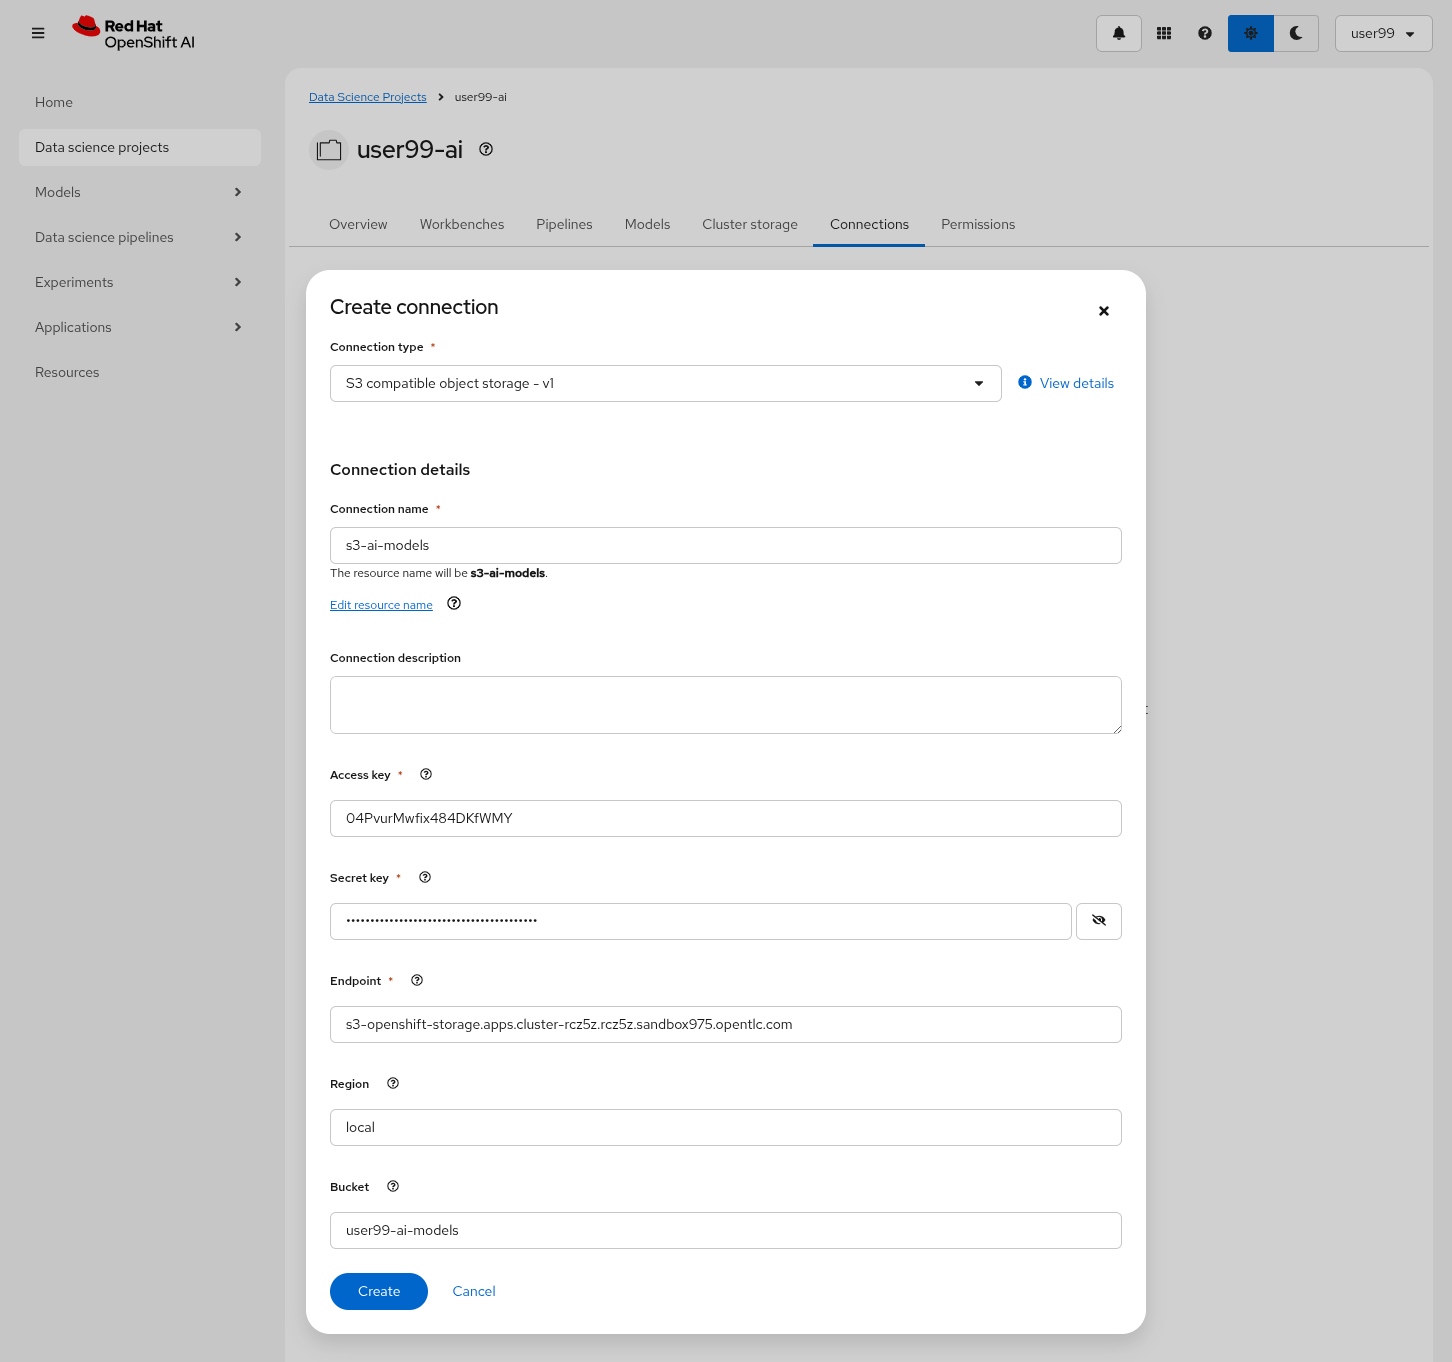 Red Hat
OpenShift AI
user99
Home
Data science projects
Models
Data science pipelines
Experiments
Applications
Resources
Data Science Projects > user99-ai
user99-ai
Overview Workbenches Pipelines Models Cluster storage Connections Permissions
Create connection
Connection type *
S3 compatible object storage - v1
View details
Connection details
Connection name *
s3-ai-models
The resource name will be s3-ai-models.
Edit resource name
Connection description
Access key *
04PvurMwfix484DKfWMY
Secret key *
••••••••••••••••••••••••••••••••••••••••
Endpoint *
s3-openshift-storage.apps.cluster-rcz5z.rcz5z.sandbox975.opentlc.com
Region
local
Bucket
user99-ai-models
Create Cancel